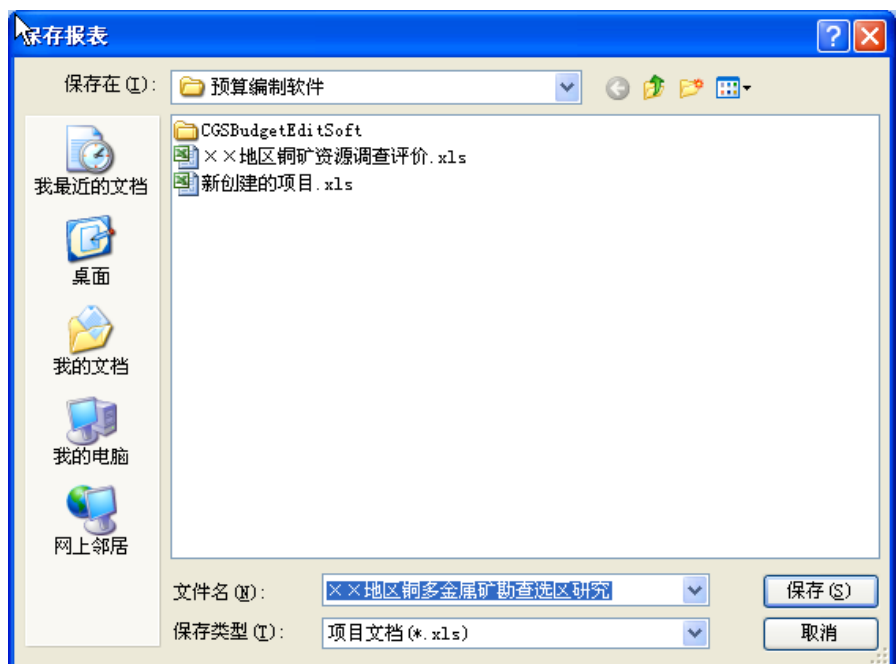 保存报表
保存在(I):
预算编制软件
CGSBudgetEditSoft
××地区铜矿资源调查评价.xls
新创建的项目.xls
我最近的文档
桌面
我的文档
我的电脑
网上邻居
文件名(N):
××地区铜多金属矿勘查选区研究
保存(S)
保存类型(T):
项目文档(*.xls)
取消